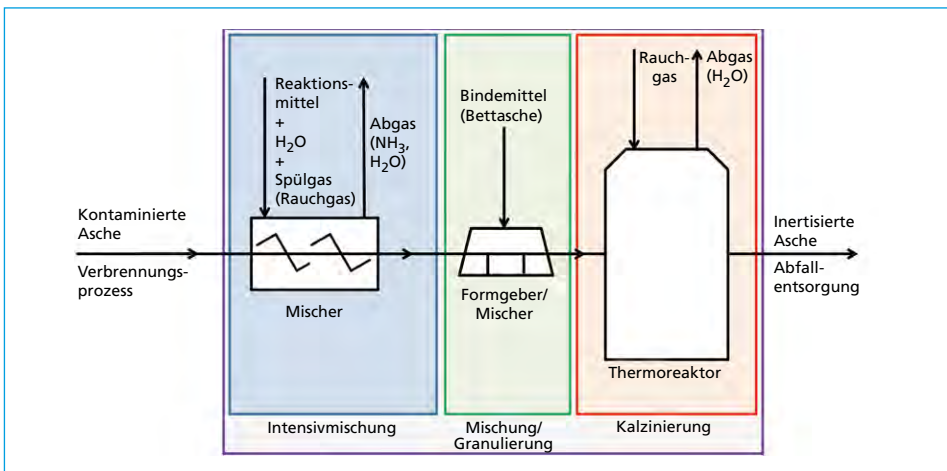 Reaktions-
mittel
+
H2O
+
Spülgas
(Rauchgas)
Abgas
(NH3,
H2O)
Bindemittel
(Bettasche)
Rauch-
gas
Abgas
(H2O)
Kontaminierte
Asche
Verbrennungs-
prozess
Mischer
Formgeber/
Mischer
Thermoreaktor
Inertisierte
Asche
Abfall-
entsorgung
Intensivmischung
Mischung/
Granulierung
Kalzinierung